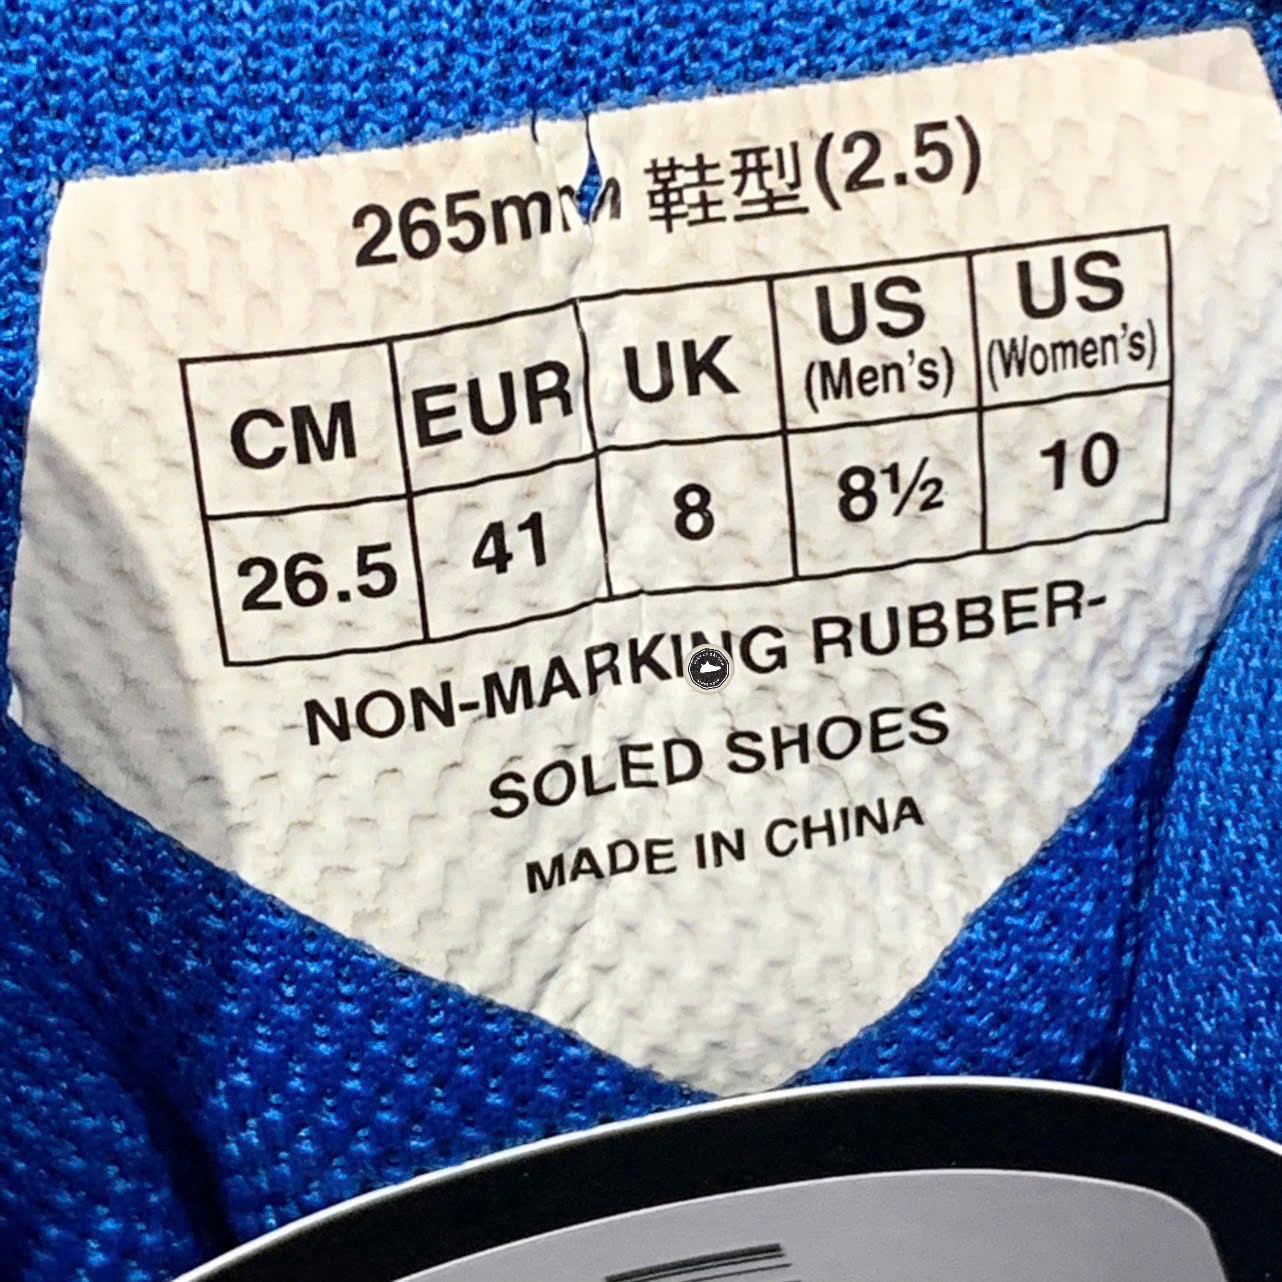 265mm 鞋型(2.5)
CM EUR UK US (Men's) US (Women's)
26.5 41 8 8½ 10
NON-MARKING RUBBER-
SOLED SHOES
MADE IN CHINA